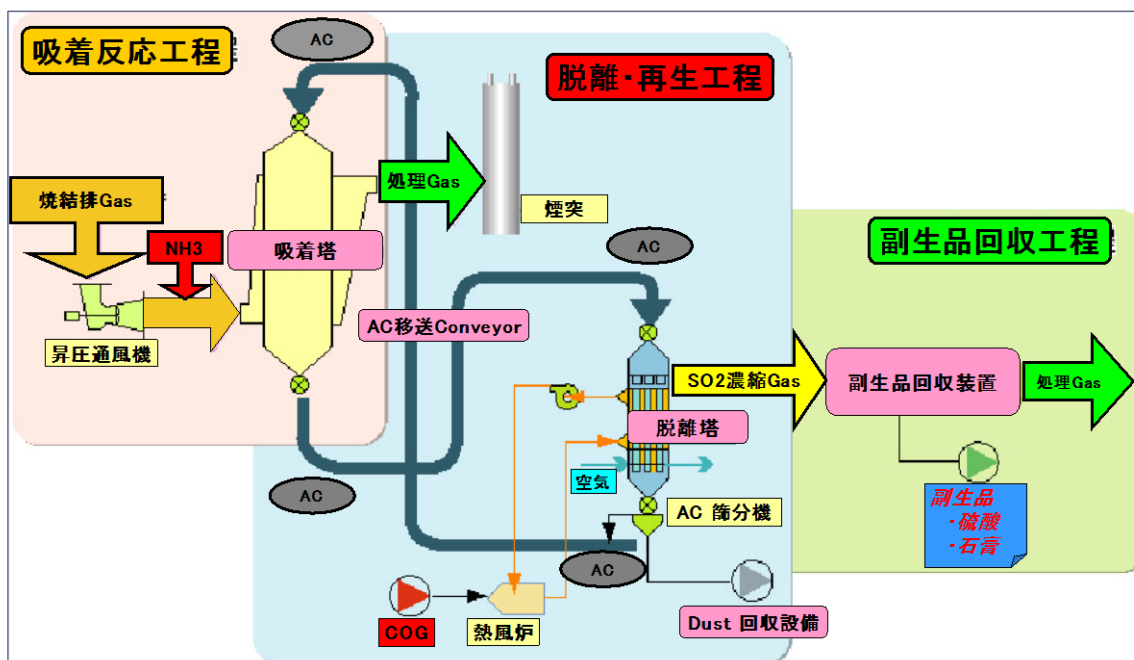 吸着反応工程
AC
脱離・再生工程
焼結排Gas
処理Gas
煙突
AC
副生品回収工程
NH3
吸着塔
昇圧通風機
AC移送Conveyor
SO2濃縮Gas
副生品回収装置
処理Gas
脱離塔
空気
AC
AC 篩分機
副生品
・硫酸
・石膏
AC
COG
熱風炉
Dust 回収設備